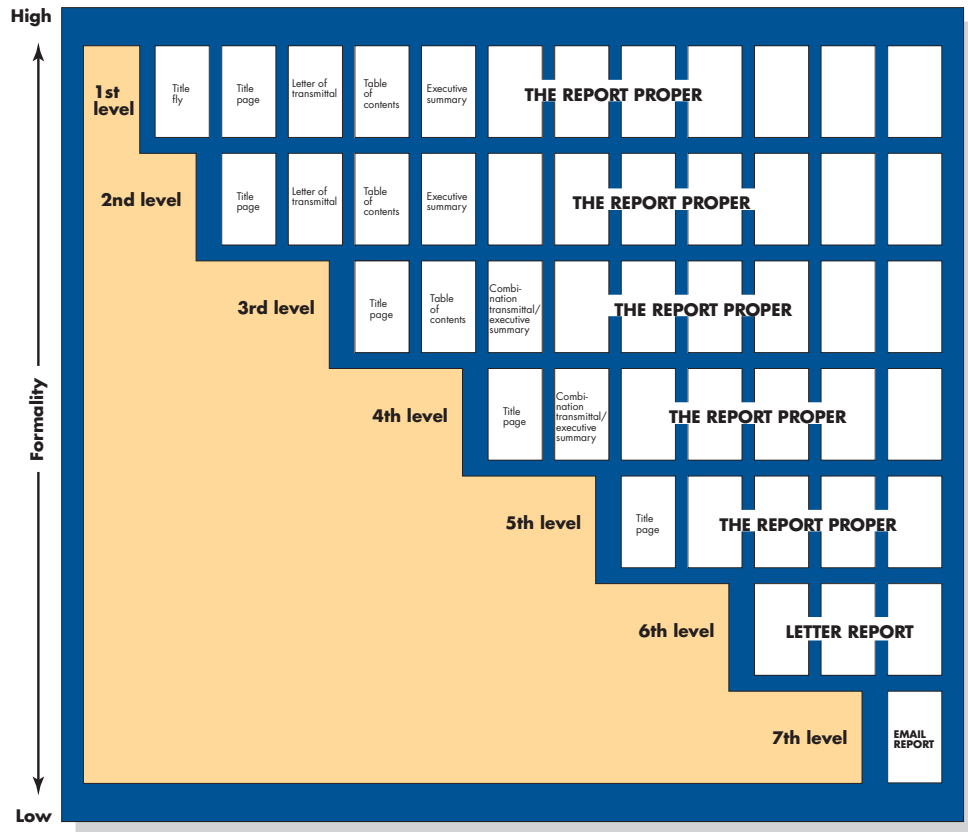 High
1st
level
Title
fly
Title
page
Letter of
transmittal
Table
of
contents
Executive
summary
THE REPORT PROPER
2nd level
Title
page
Letter of
transmittal
Table
of
contents
Executive
summary
THE REPORT PROPER
3rd level
Title
page
Table
of
contents
Combi-
nation
transmittal/
executive
summary
THE REPORT PROPER
Formality
4th level
Title
page
Combi-
nation
transmittal/
executive
summary
THE REPORT PROPER
5th level
Title
page
THE REPORT PROPER
6th level
LETTER REPORT
7th level
EMAIL
REPORT
Low